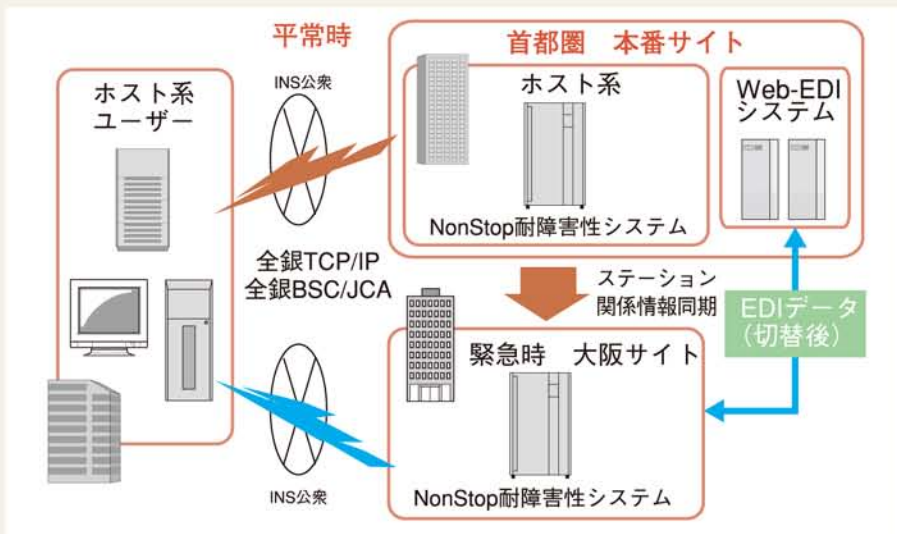 平常時
首都圏 本番サイト
INS公衆
ホスト系
ユーザー
ホスト系
NonStop耐障害性システム
Web-EDI
システム
全銀TCP/IP
全銀BSC/JCA
ステーション
関係情報同期
EDIデータ
(切替後)
緊急時 大阪サイト
NonStop耐障害性システム
INS公衆